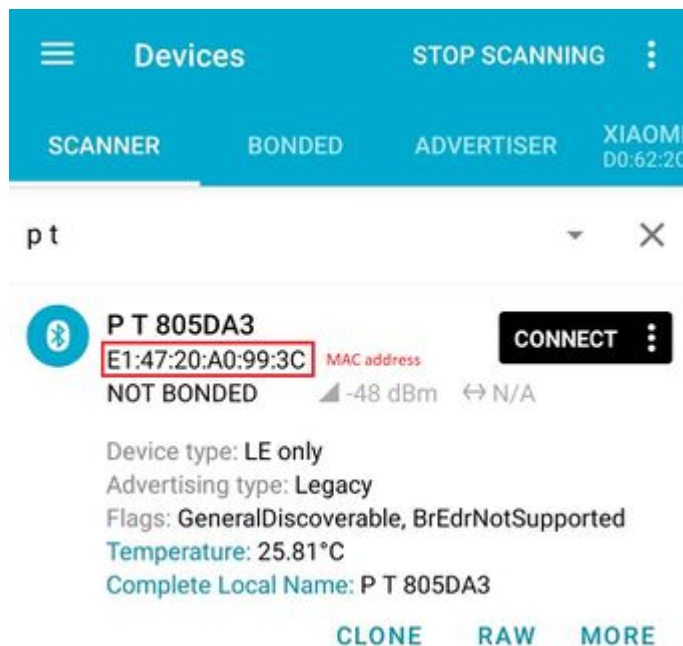 Devices STOP SCANNING
SCANNER BONDED ADVERTISER XIAOMI
D0:62:20
p t
P T 805DA3 CONNECT
E1:47:20:A0:99:3C MAC address
NOT BONDED -48 dBm N/A
Device type: LE only
Advertising type: Legacy
Flags: GeneralDiscoverable, BrEdrNotSupported
Temperature: 25.81°C
Complete Local Name: P T 805DA3
CLONE RAW MORE